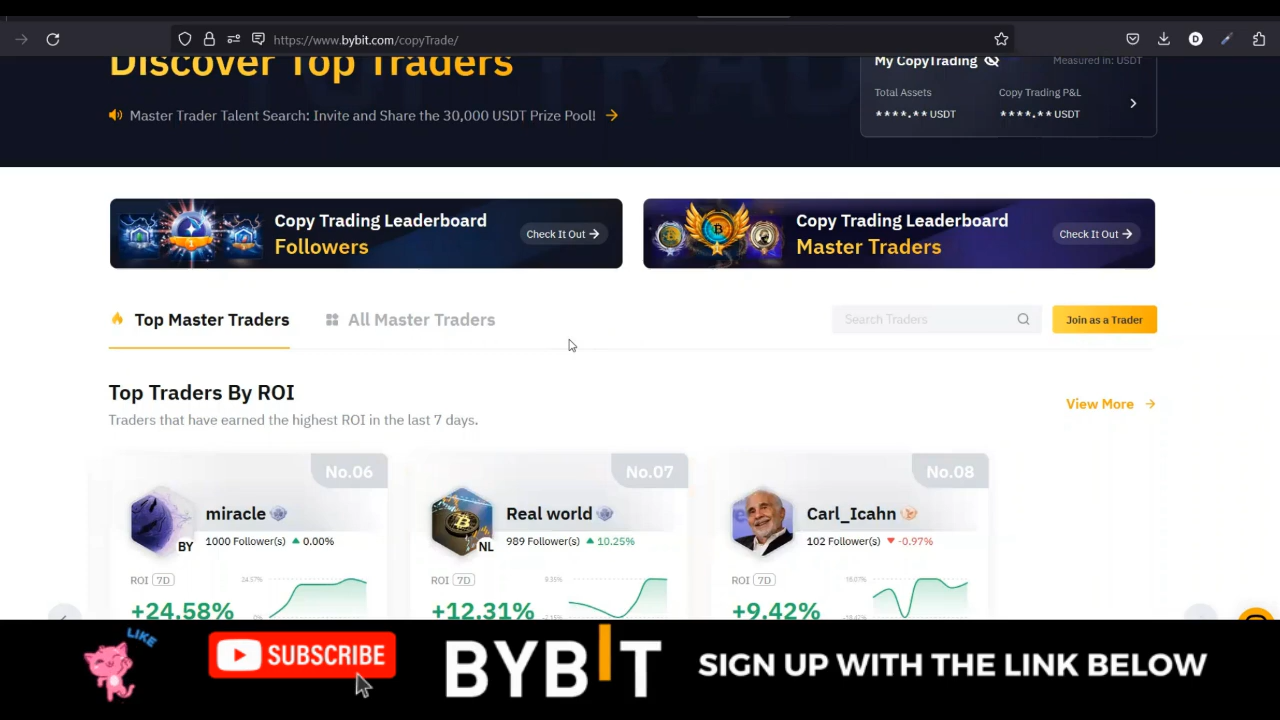 https://www.bybit.com/copyTrade/
D
Discover Top Traders
Master Trader Talent Search: Invite and Share the 30,000 USDT Prize Pool!
My CopyTrading
Measured in: USDT
Total Assets
Copy Trading P&L
****.** USDT
****.** USDT
Copy Trading Leaderboard
Followers
Check It Out
Copy Trading Leaderboard
Master Traders
Check It Out
Top Master Traders
All Master Traders
Search Traders
Join as a Trader
Top Traders By ROI
Traders that have earned the highest ROI in the last 7 days.
View More
No.06
miracle
BY
1000 Follower(s) 0.00%
ROI 7D
24.57%
0%
+24.58%
No.07
Real world
NL
989 Follower(s) 10.25%
ROI 7D
+12.31%
No.08
Carl_Icahn
102 Follower(s) -0.97%
ROI 7D
+9.42%
LIKE
SUBSCRIBE
BYBIT
SIGN UP WITH THE LINK BELOW